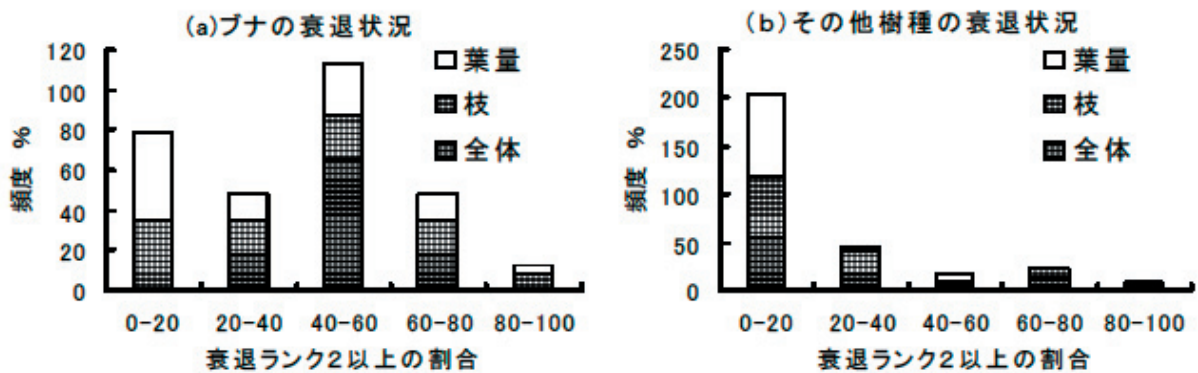 (a)ブナの衰退状況
120
100
80
60
40
20
0
頻度 %
葉量
枝
全体
0-20
20-40
40-60
60-80
80-100
衰退ランク2以上の割合
(b)その他樹種の衰退状況
250
200
150
100
50
0
頻度 %
葉量
枝
全体
0-20
20-40
40-60
60-80
80-100
衰退ランク2以上の割合